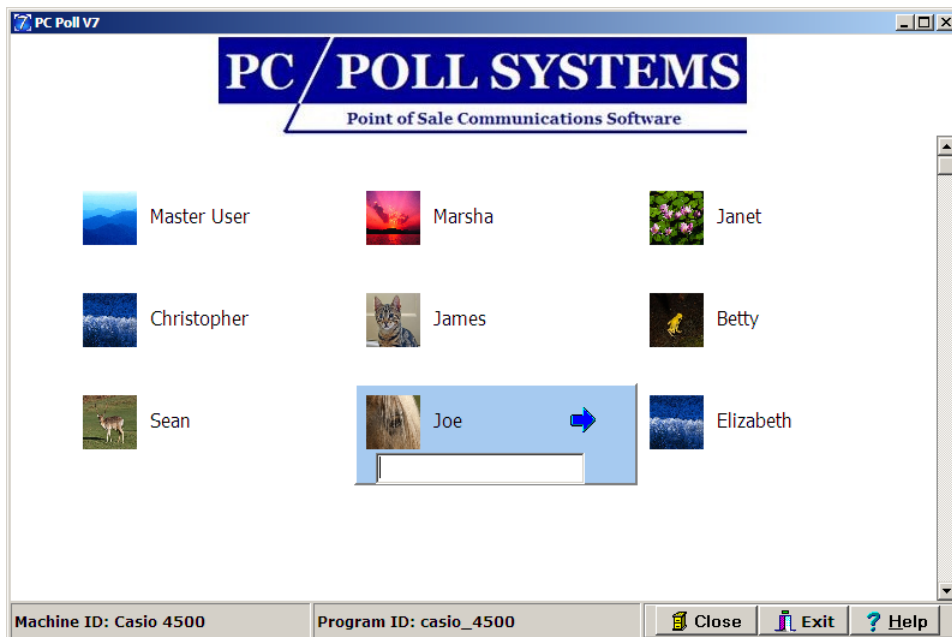 PC Poll V7
PC/POLL SYSTEMS
Point of Sale Communications Software
Master User
Marsha
Janet
Christopher
James
Betty
Sean
Joe
Elizabeth
Machine ID: Casio 4500
Program ID: casio_4500
Close
Exit
? Help